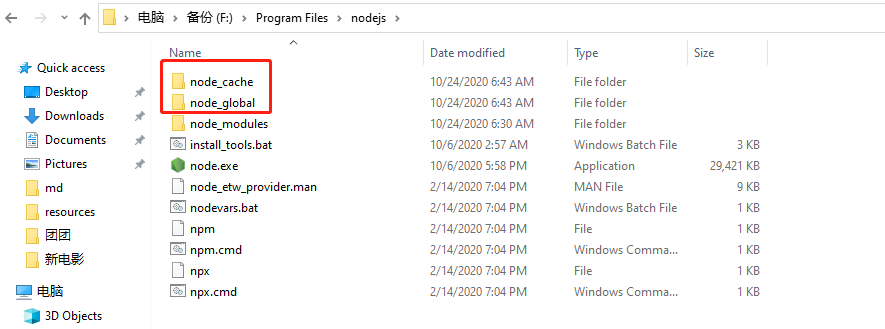 电脑 › 备份 (F:) › Program Files › nodejs
Name Date modified Type Size
Quick access
Desktop
Downloads
Documents
Pictures
md
resources
团团
新电影
电脑
3D Objects
node_cache 10/24/2020 6:43 AM File folder
node_global 10/24/2020 6:43 AM File folder
node_modules 10/24/2020 6:30 AM File folder
install_tools.bat 10/6/2020 2:57 AM Windows Batch File 3 KB
node.exe 10/6/2020 5:58 PM Application 29,421 KB
node_etw_provider.man 2/14/2020 7:04 PM MAN File 9 KB
nodevars.bat 2/14/2020 7:04 PM Windows Batch File 1 KB
npm 2/14/2020 7:04 PM File 1 KB
npm.cmd 2/14/2020 7:04 PM Windows Comma... 1 KB
npx 2/14/2020 7:04 PM File 1 KB
npx.cmd 2/14/2020 7:04 PM Windows Comma... 1 KB